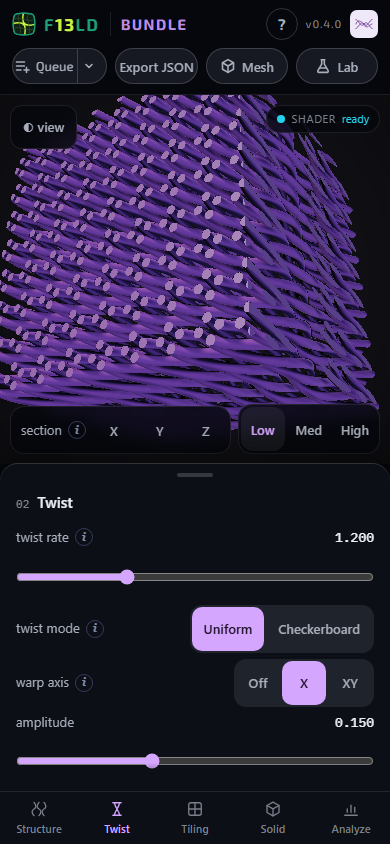 F13LD BUNDLE ? v0.4.0
Queue Export JSON Mesh Lab
view SHADER ready
section i X Y Z Low Med High
02 Twist
twist rate i 1.200
twist mode i Uniform Checkerboard
warp axis i Off X XY
amplitude 0.150
Structure Twist Tiling Solid Analyze